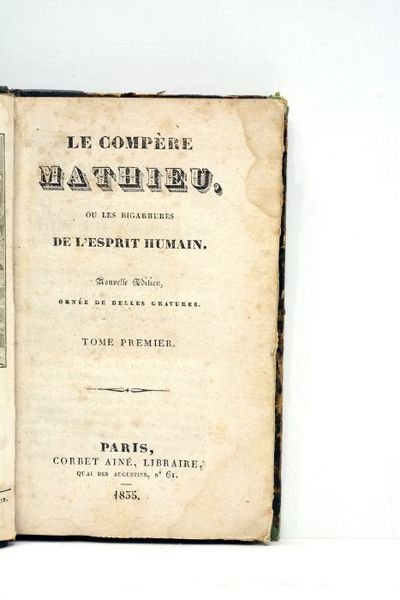 LE COMPÈRE
MATHIEU,
OU LES BIGARRURES
DE L'ESPRIT HUMAIN.
Nouvelle Édition,
ORNÉE DE BELLES GRAVURES.
TOME PREMIER.
PARIS,
CORBET AINÉ, LIBRAIRE,
QUAI DES AUGUSTINS, N° 61.
1835.